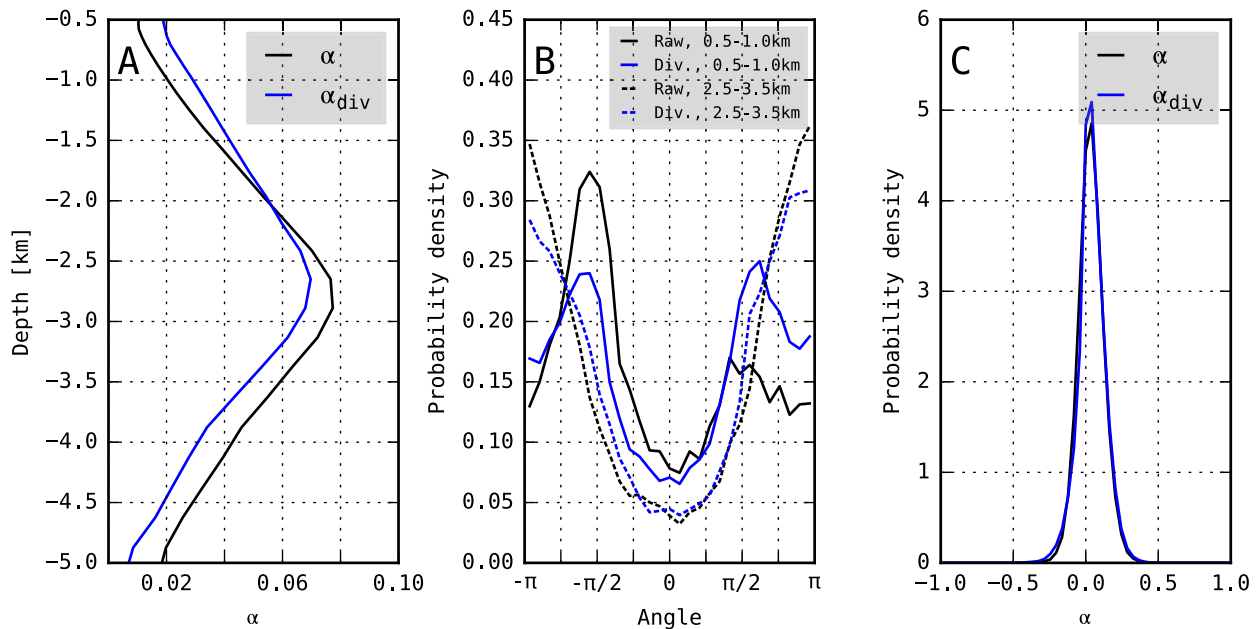 A
α
α_div
−0.5
−1.0
−1.5
−2.0
−2.5
−3.0
−3.5
−4.0
−4.5
−5.0
Depth [km]
0.02 0.06 0.10
α
B
Raw, 0.5-1.0km
Div., 0.5-1.0km
Raw, 2.5-3.5km
Div., 2.5-3.5km
0.45
0.40
0.35
0.30
0.25
0.20
0.15
0.10
0.05
0.00
Probability density
-π -π/2 0 π/2 π
Angle
C
α
α_div
6
5
4
3
2
1
0
Probability density
−1.0 −0.5 0.0 0.5 1.0
α